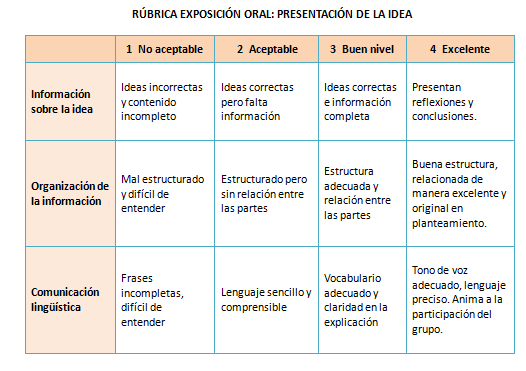 RÚBRICA EXPOSICIÓN ORAL: PRESENTACIÓN DE LA IDEA
1 No aceptable
2 Aceptable
3 Buen nivel
4 Excelente
Información
sobre la idea
Ideas incorrectas
y contenido
incompleto
Ideas correctas
pero falta
información
Ideas correctas
e información
completa
Presentan
reflexiones y
conclusiones.
Organización de
la información
Mal estructurado
y difícil de
entender
Estructurado pero
sin relación entre
las partes
Estructura
adecuada y
relación entre
las partes
Buena estructura,
relacionada de
manera excelente y
original en
planteamiento.
Comunicación
lingüística
Frases
incompletas,
difícil de
entender
Lenguaje sencillo y
comprensible
Vocabulario
adecuado y
claridad en la
explicación
Tono de voz
adecuado, lenguaje
preciso. Anima a la
participación del
grupo.